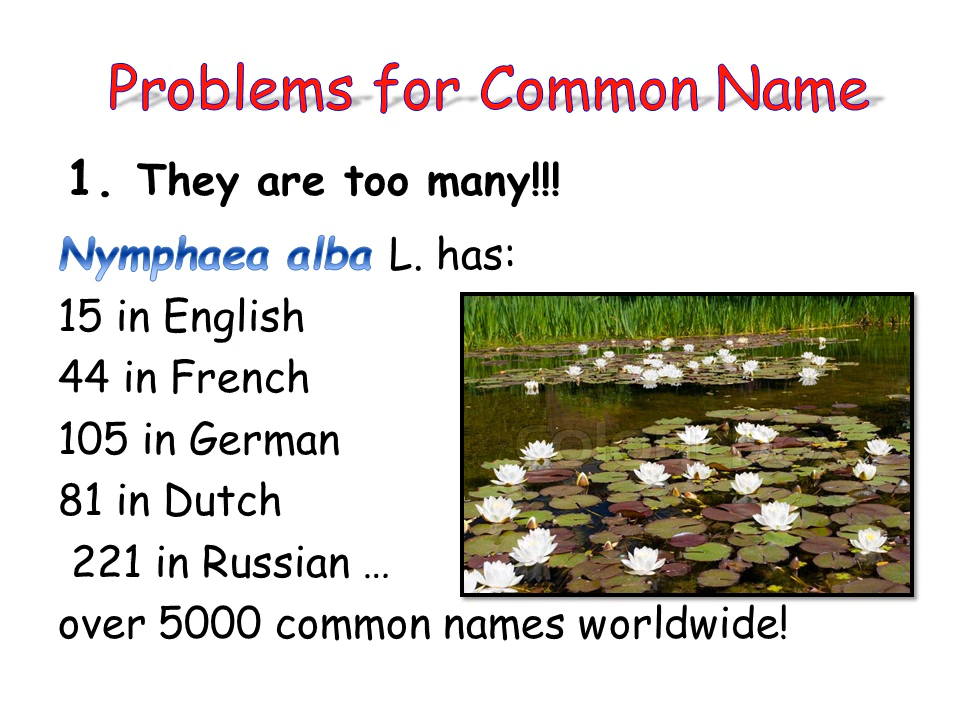 Problems for Common Name
1. They are too many!!!
Nymphaea alba L. has:
15 in English
44 in French
105 in German
81 in Dutch
221 in Russian ...
over 5000 common names worldwide!